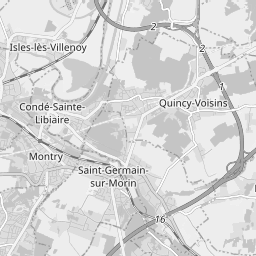 2
2
Isles-lès-Villenoy
Condé-Sainte-
Libiaire
Quincy-Voisins
1
Montry
Saint-Germain-
sur-Morin
16